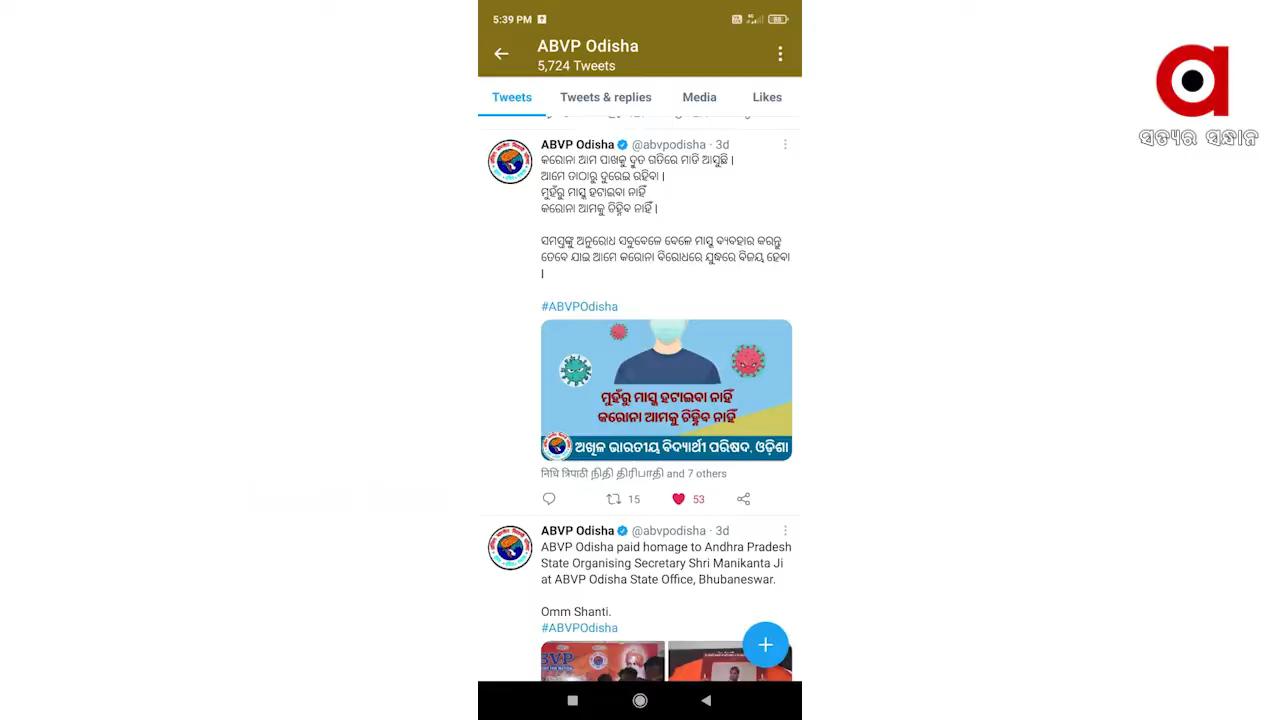 5:39 PM
ABVP Odisha
5,724 Tweets
Tweets Tweets & replies Media Likes
ABVP Odisha @abvpodisha · 3d
କରୋନା ଆମ ପାଖକୁ ଦ୍ରୁତ ଗତିରେ ମାଡି ଆସୁଛି |
ଆମେ ତାଠାରୁ ଦୁରେଇ ରହିବା |
ମୁହଁରୁ ମାସ୍କ ହଟାଇବା ନାହିଁ
କରୋନା ଆମକୁ ଚିହ୍ନିବ ନାହିଁ |
ସମସ୍ତଙ୍କୁ ଅନୁରୋଧ ସବୁବେଳେ ବେଳେ ମାସ୍କ ବ୍ୟବହାର କରନ୍ତୁ
ତେବେ ଯାଇ ଆମେ କରୋନା ବିରୋଧରେ ଯୁଦ୍ଧରେ ବିଜୟ ହେବା
|
#ABVPOdisha
ମୁହଁରୁ ମାସ୍କ ହଟାଇବା ନାହିଁ
କରୋନା ଆମକୁ ଚିହ୍ନିବ ନାହିଁ
ଅଖିଳ ଭାରତୀୟ ବିଦ୍ୟାର୍ଥୀ ପରିଷଦ, ଓଡ଼ିଶା
निधि त्रिपाठी நிதி திரிபாதி and 7 others
15 53
ABVP Odisha @abvpodisha · 3d
ABVP Odisha paid homage to Andhra Pradesh
State Organising Secretary Shri Manikanta Ji
at ABVP Odisha State Office, Bhubaneswar.
Omm Shanti.
#ABVPOdisha
ସତ୍ୟର ସନ୍ଧାନ